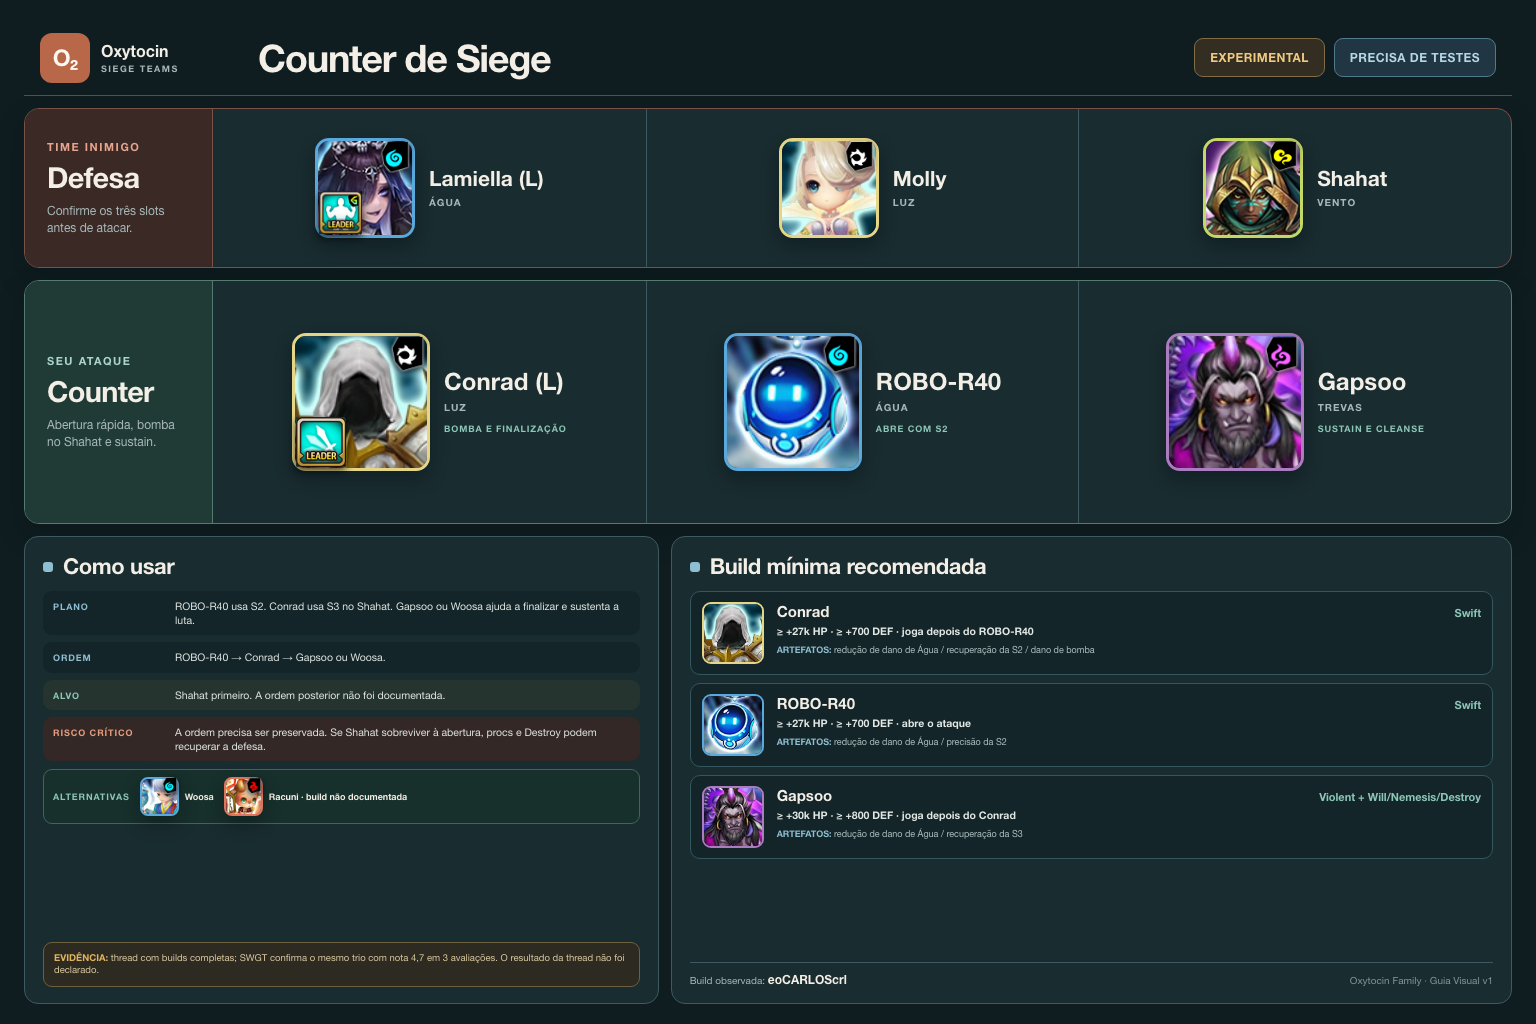 O2
Oxytocin
SIEGE TEAMS
Counter de Siege
EXPERIMENTAL
PRECISA DE TESTES
TIME INIMIGO
Defesa
Confirme os três slots
antes de atacar.
LEADER
Lamiella (L)
ÁGUA
Molly
LUZ
Shahat
VENTO
SEU ATAQUE
Counter
Abertura rápida, bomba
no Shahat e sustain.
LEADER
Conrad (L)
LUZ
BOMBA E FINALIZAÇÃO
ROBO-R40
ÁGUA
ABRE COM S2
Gapsoo
TREVAS
SUSTAIN E CLEANSE
Como usar
PLANO
ROBO-R40 usa S2. Conrad usa S3 no Shahat. Gapsoo ou Woosa ajuda a finalizar e sustenta a
luta.
ORDEM
ROBO-R40 → Conrad → Gapsoo ou Woosa.
ALVO
Shahat primeiro. A ordem posterior não foi documentada.
RISCO CRÍTICO
A ordem precisa ser preservada. Se Shahat sobreviver à abertura, procs e Destroy podem
recuperar a defesa.
ALTERNATIVAS
Woosa
Racuni · build não documentada
EVIDÊNCIA: thread com builds completas; SWGT confirma o mesmo trio com nota 4,7 em 3 avaliações. O resultado da thread não foi
declarado.
Build mínima recomendada
Conrad
Swift
≥ +27k HP · ≥ +700 DEF · joga depois do ROBO-R40
ARTEFATOS: redução de dano de Água / recuperação da S2 / dano de bomba
ROBO-R40
Swift
≥ +27k HP · ≥ +700 DEF · abre o ataque
ARTEFATOS: redução de dano de Água / precisão da S2
Gapsoo
Violent + Will/Nemesis/Destroy
≥ +30k HP · ≥ +800 DEF · joga depois do Conrad
ARTEFATOS: redução de dano de Água / recuperação da S3
Build observada: eoCARLOScrl
Oxytocin Family · Guia Visual v1